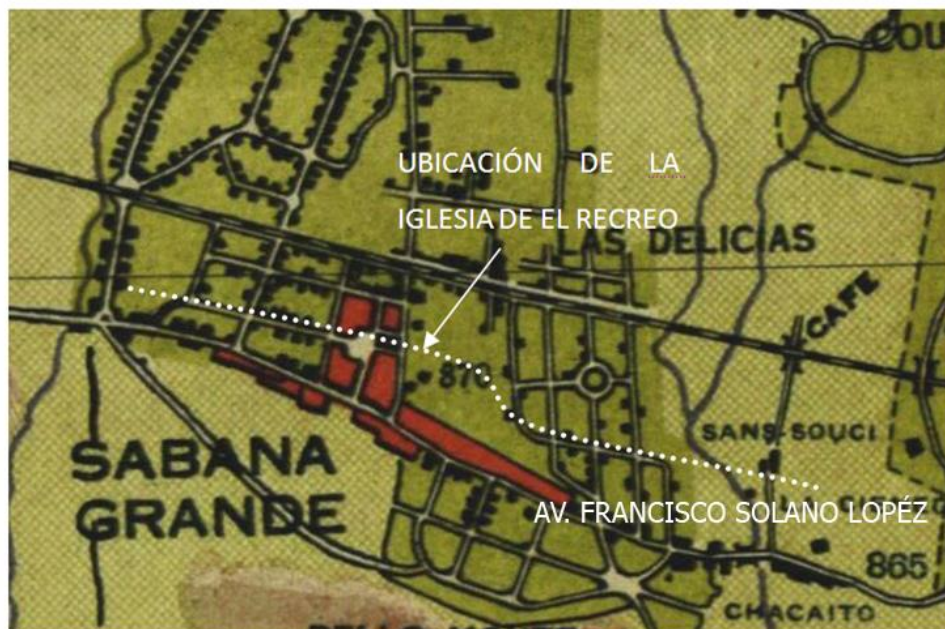 COU
UBICACIÓN DE LA
IGLESIA DE EL RECREO
LAS DELICIAS
CAFE
870
SANS-SOUCI
SABANA
GRANDE
AV. FRANCISCO SOLANO LOPÉZ
865
CHACAITO